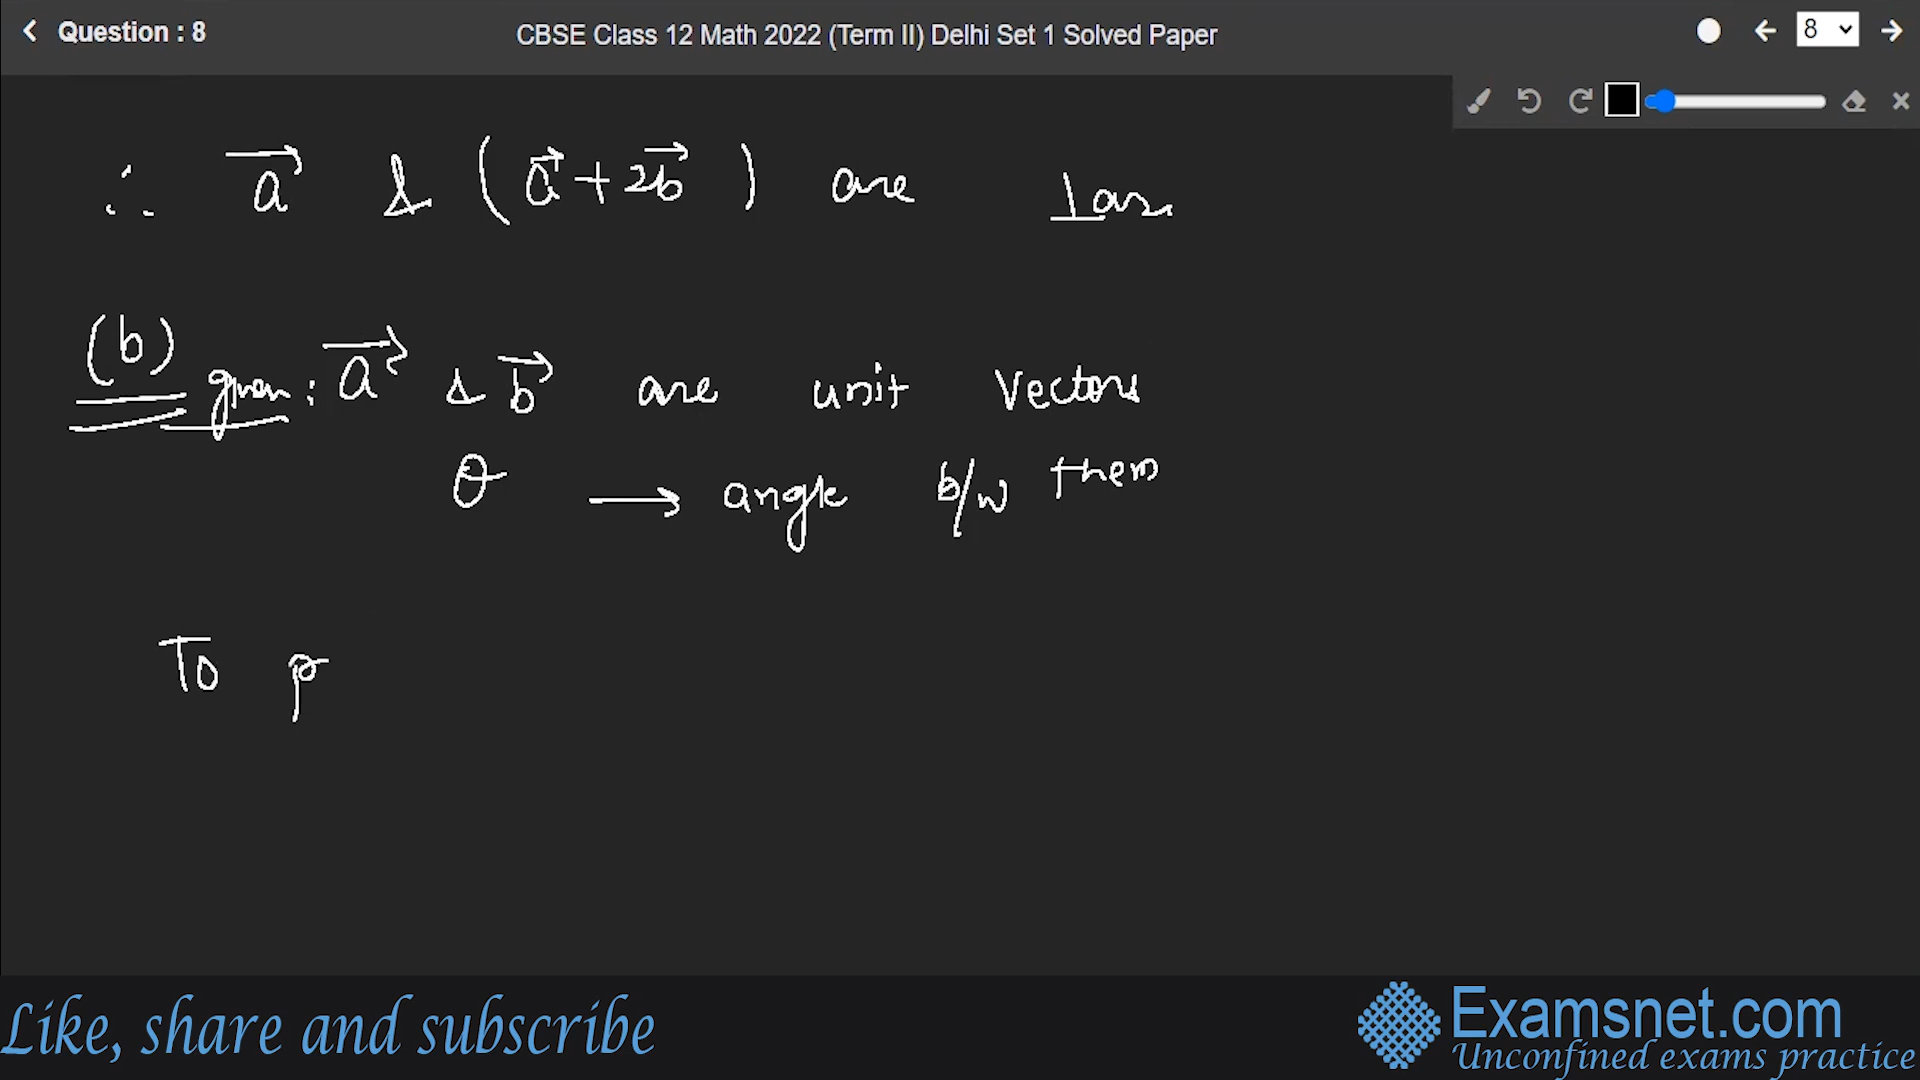 Question : 8
CBSE Class 12 Math 2022 (Term II) Delhi Set 1 Solved Paper
8
∴ a⃗ & (a⃗ + 2b⃗) are ⊥ar
(b) given : a⃗ & b⃗ are unit vectors
θ → angle b/w them
To p
Like, share and subscribe
Examsnet.com
Unconfined exams practice